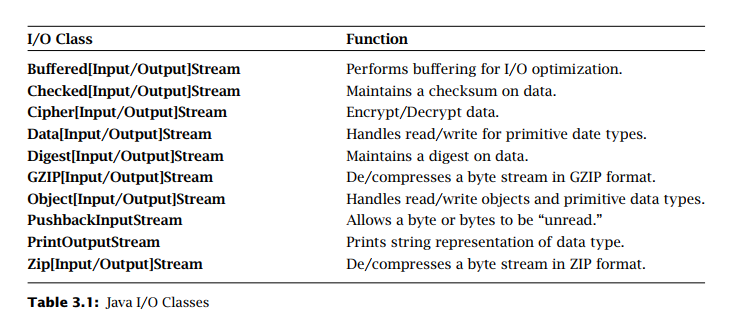 I/O Class Function
Buffered[Input/Output]Stream Performs buffering for I/O optimization.
Checked[Input/Output]Stream Maintains a checksum on data.
Cipher[Input/Output]Stream Encrypt/Decrypt data.
Data[Input/Output]Stream Handles read/write for primitive date types.
Digest[Input/Output]Stream Maintains a digest on data.
GZIP[Input/Output]Stream De/compresses a byte stream in GZIP format.
Object[Input/Output]Stream Handles read/write objects and primitive data types.
PushbackInputStream Allows a byte or bytes to be “unread.”
PrintOutputStream Prints string representation of data type.
Zip[Input/Output]Stream De/compresses a byte stream in ZIP format.
Table 3.1: Java I/O Classes